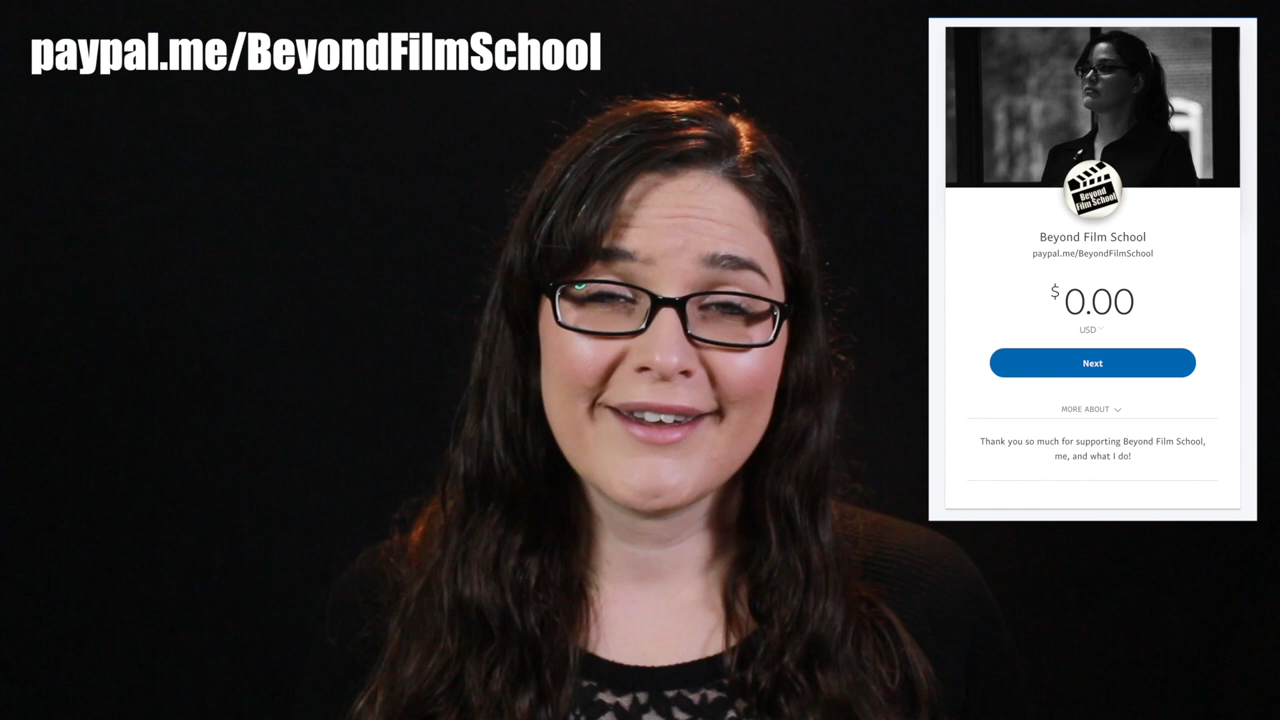 paypal.me/BeyondFilmSchool
Beyond
Film School
Beyond Film School
paypal.me/BeyondFilmSchool
$ 0.00
USD
Next
MORE ABOUT
Thank you so much for supporting Beyond Film School,
me, and what I do!